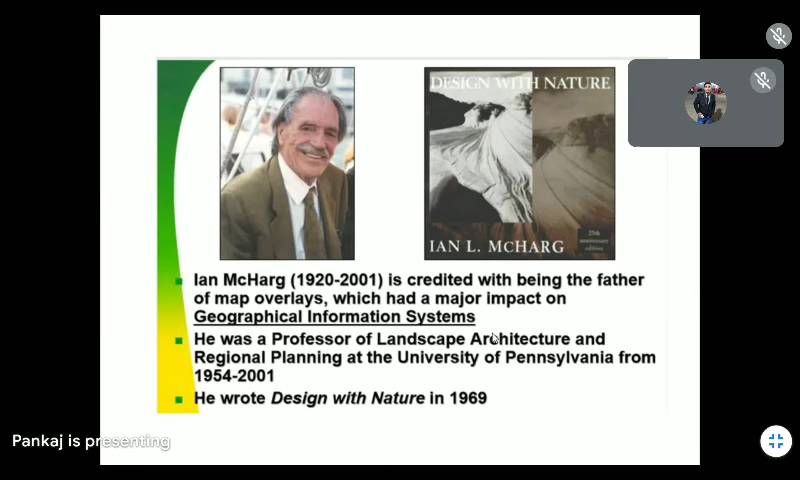 DESIGN WITH NATURE
25th
anniversary
edition
IAN L. McHARG
Ian McHarg (1920-2001) is credited with being the father
of map overlays, which had a major impact on
Geographical Information Systems
He was a Professor of Landscape Architecture and
Regional Planning at the University of Pennsylvania from
1954-2001
He wrote Design with Nature in 1969
Pankaj is presenting